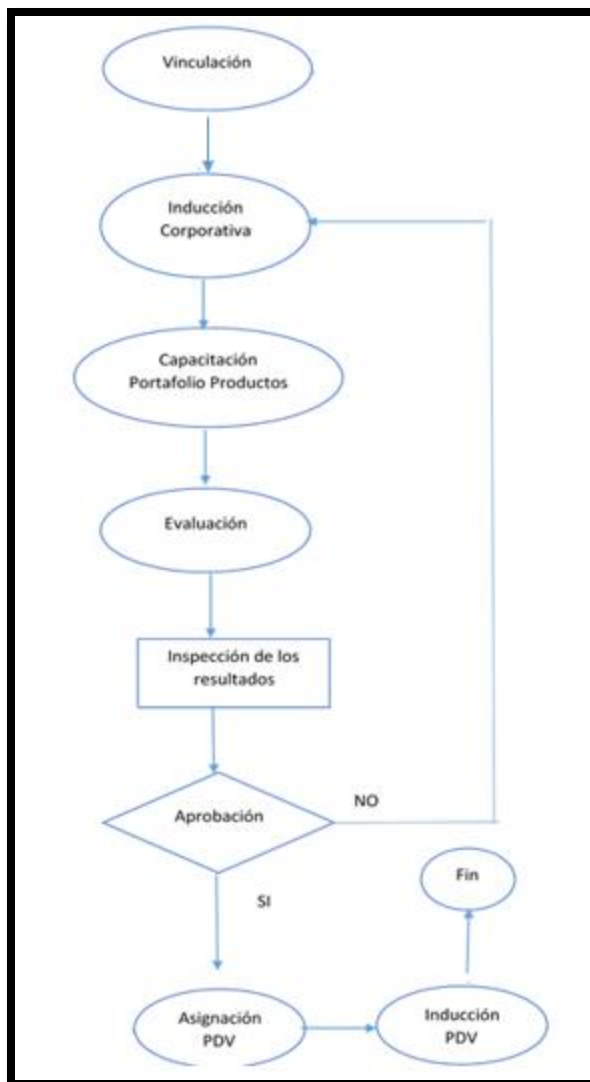 Vinculación
Inducción
Corporativa
Capacitación
Portafolio Productos
Evaluación
Inspección de los
resultados
Aprobación
NO
SI
Fin
Asignación
PDV
Inducción
PDV